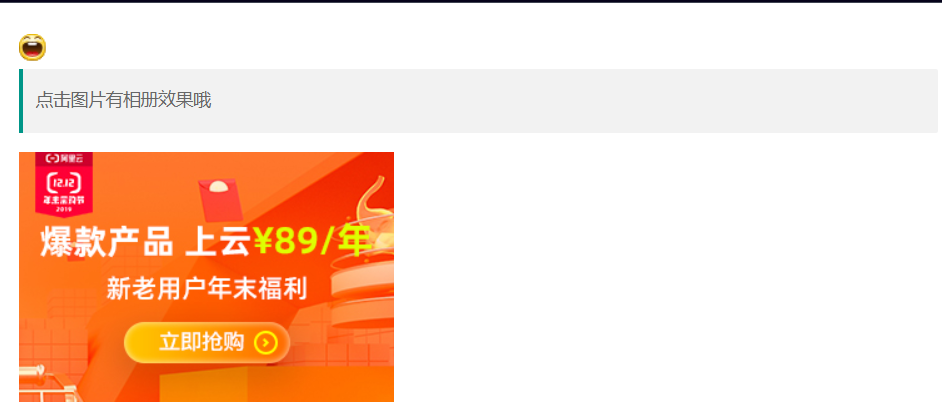 点击图片有相册效果哦
阿里云
12.12
年末采购节
2019
爆款产品 上云¥89/年
新老用户年末福利
立即抢购